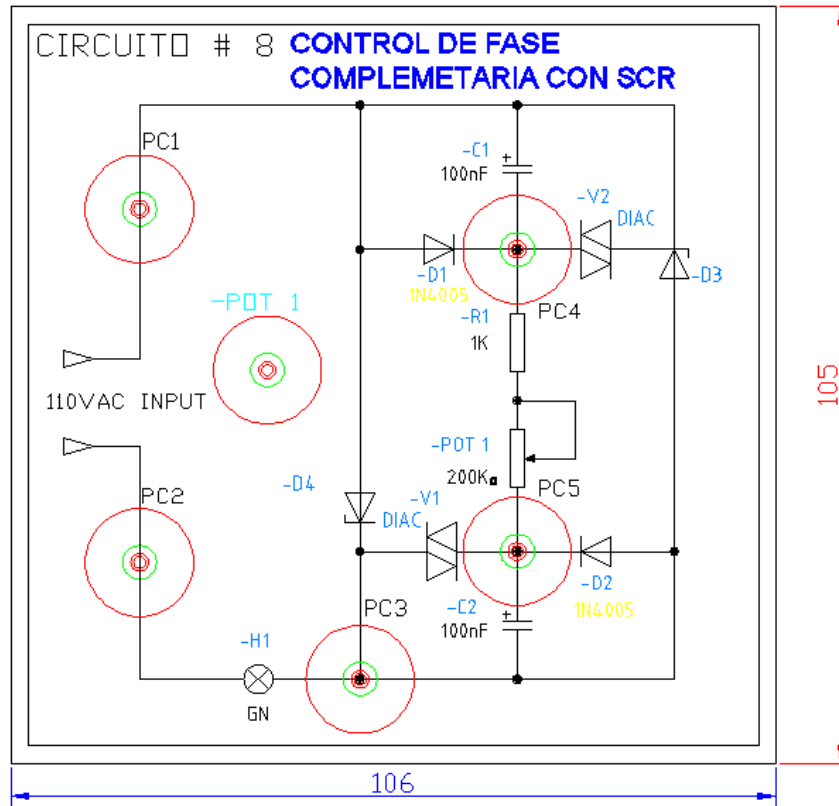 CIRCUITO # 8 CONTROL DE FASE
COMPLEMETARIA CON SCR
PC1
-C1
100nF
-V2
DIAC
-D1
1N4005
-D3
PC4
-R1
1K
-POT 1
110VAC INPUT
-POT 1
200K
PC5
-D4
-V1
DIAC
PC2
-D2
1N4005
-C2
100nF
PC3
-H1
GN
105
106